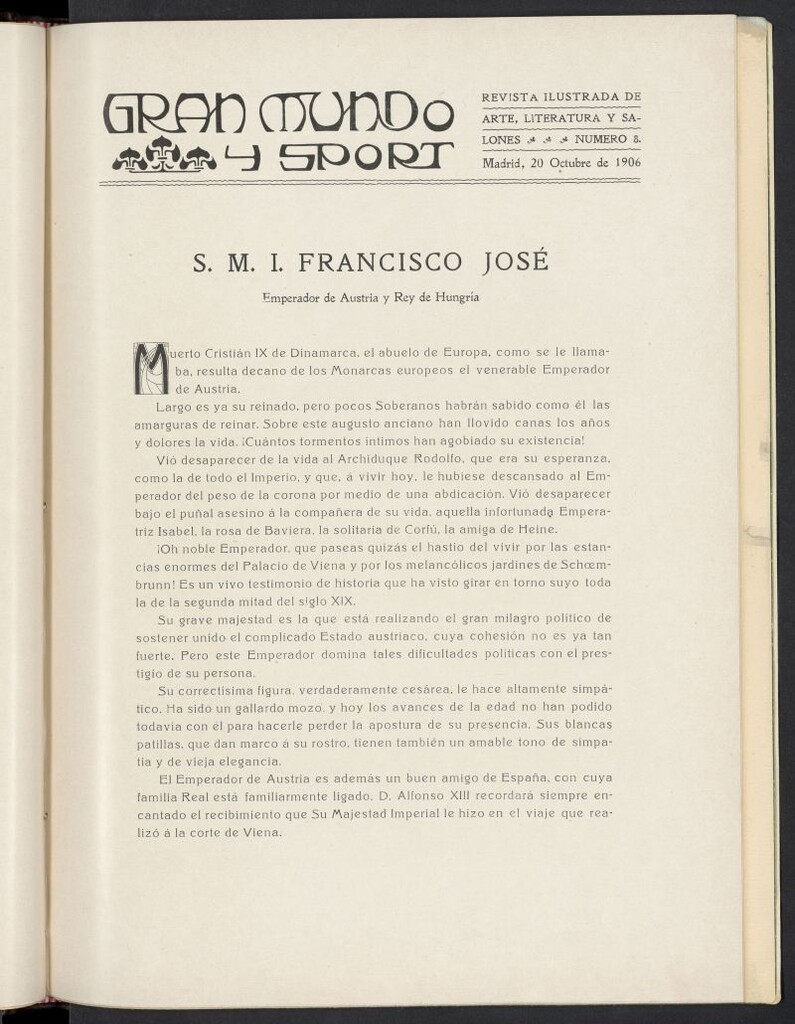 GRAN MUNDO
Y SPORT
REVISTA ILUSTRADA DE
ARTE, LITERATURA Y SA-
LONES NUMERO 8.
Madrid, 20 Octubre de 1906
S. M. I. FRANCISCO JOSÉ
Emperador de Austria y Rey de Hungría
Muerto Cristián IX de Dinamarca, el abuelo de Europa, como se le llama-
ba, resulta decano de los Monarcas europeos el venerable Emperador
de Austria.
Largo es ya su reinado, pero pocos Soberanos habrán sabido como él las
amarguras de reinar. Sobre este augusto anciano han llovido canas los años
y dolores la vida. ¡Cuántos tormentos íntimos han agobiado su existencia!
Vió desaparecer de la vida al Archiduque Rodolfo, que era su esperanza,
como la de todo el Imperio, y que, á vivir hoy, le hubiese descansado al Em-
perador del peso de la corona por medio de una abdicación. Vió desaparecer
bajo el puñal asesino á la compañera de su vida, aquella infortunada Empera-
triz Isabel, la rosa de Baviera, la solitaria de Corfú, la amiga de Heine.
¡Oh noble Emperador, que paseas quizás el hastío del vivir por las estan-
cias enormes del Palacio de Viena y por los melancólicos jardines de Schœm-
brunn! Es un vivo testimonio de historia que ha visto girar en torno suyo toda
la de la segunda mitad del siglo XIX.
Su grave majestad es la que está realizando el gran milagro político de
sostener unido el complicado Estado austriaco, cuya cohesión no es ya tan
fuerte. Pero este Emperador domina tales dificultades políticas con el pres-
tigio de su persona.
Su correctísima figura, verdaderamente cesárea, le hace altamente simpá-
tico. Ha sido un gallardo mozo, y hoy los avances de la edad no han podido
todavía con él para hacerle perder la apostura de su presencia. Sus blancas
patillas, que dan marco á su rostro, tienen también un amable tono de simpa-
tía y de vieja elegancia.
El Emperador de Austria es además un buen amigo de España, con cuya
familia Real está familiarmente ligado. D. Alfonso XIII recordará siempre en-
cantado el recibimiento que Su Majestad Imperial le hizo en el viaje que rea-
lizó á la corte de Viena.